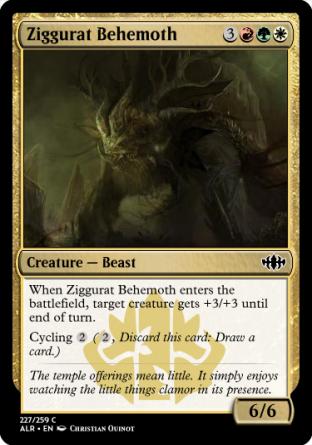 Ziggurat Behemoth 3
Creature — Beast
When Ziggurat Behemoth enters the
battlefield, target creature gets +3/+3 until
end of turn.
Cycling 2 ( 2, Discard this card: Draw a
card.)
The temple offerings mean little. It simply enjoys
watching the little things clamor in its presence.
6/6
227/259 C
ALR • EN CHRISTIAN QUINOT